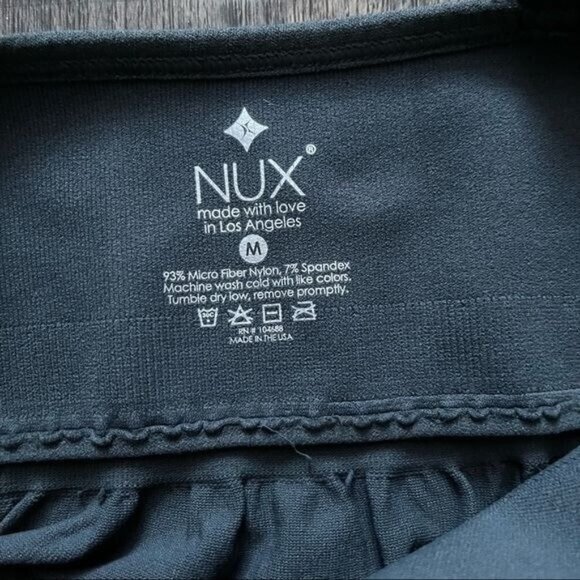 NUX®
made with love
in Los Angeles
M
93% Micro Fiber Nylon, 7% Spandex
Machine wash cold with like colors.
Tumble dry low, remove promptly.
RN # 104688
MADE IN THE USA